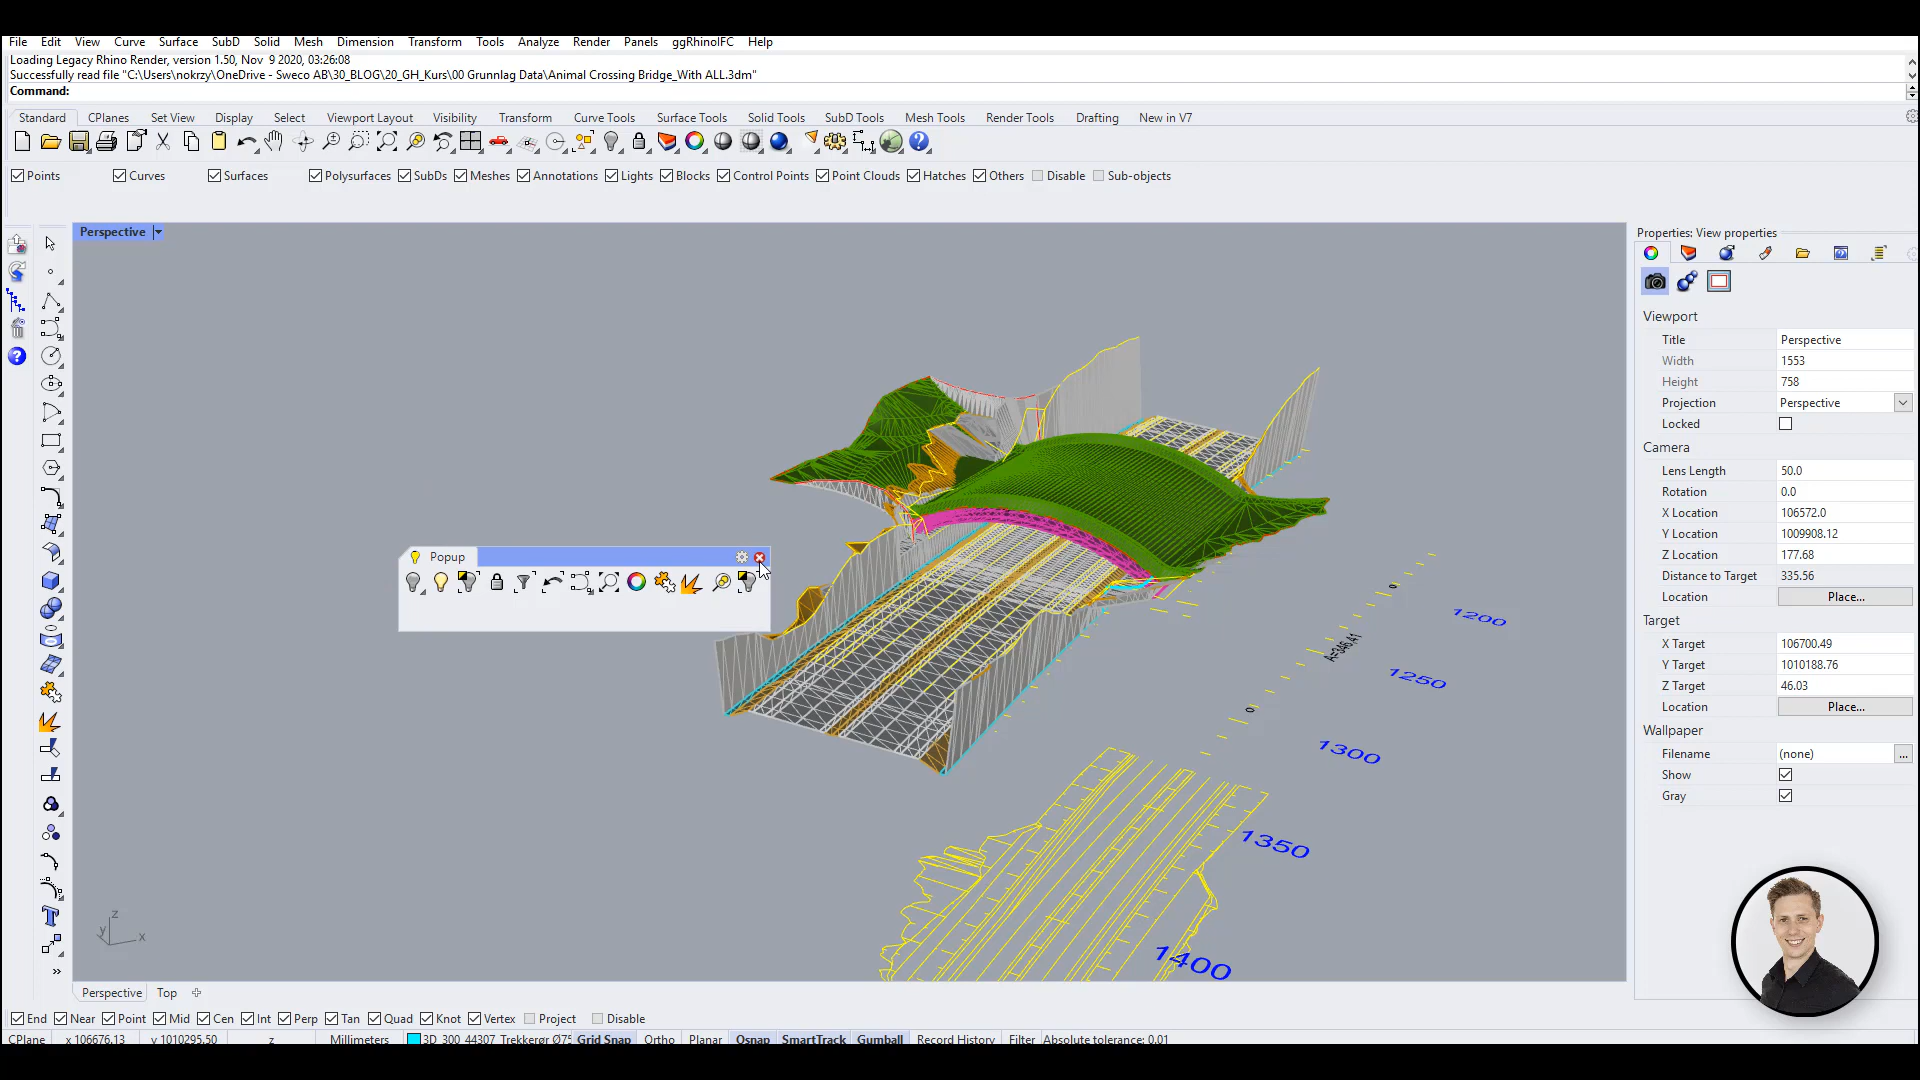 File Edit View Curve Surface SubD Solid Mesh Dimension Transform Tools Analyze Render Panels ggRhinoIFC Help
Loading Legacy Rhino Render, version 1.50, Nov 9 2020, 03:26:08
Successfully read file "C:\Users\nokrzy\OneDrive - Sweco AB\30_BLOG\20_GH_Kurs\00 Grunnlag Data\Animal Crossing Bridge_With ALL.3dm"
Command:
Standard CPlanes Set View Display Select Viewport Layout Visibility Transform Curve Tools Surface Tools Solid Tools SubD Tools Mesh Tools Render Tools Drafting New in V7
Points Curves Surfaces Polysurfaces SubDs Meshes Annotations Lights Blocks Control Points Point Clouds Hatches Others Disable Sub-objects
Perspective
Properties: View properties
Viewport
Title Perspective
Width 1553
Height 758
Projection Perspective
Locked
Camera
Lens Length 50.0
Rotation 0.0
X Location 106572.0
Y Location 1009908.12
Z Location 177.68
Distance to Target 335.56
Location Place...
Target
X Target 106700.49
Y Target 1010188.76
Z Target 46.03
Location Place...
Wallpaper
Filename (none) ...
Show
Gray
Popup
0
1200
A=346.41
1250
0
1300
1350
1400
z
y
x
Perspective Top
End Near Point Mid Cen Int Perp Tan Quad Knot Vertex Project Disable
CPlane x 106676.13 y 1010295.50 z Millimeters 3D_300_44307_Trekkerør Ø75 Grid Snap Ortho Planar Osnap SmartTrack Gumball Record History Filter Absolute tolerance: 0.01